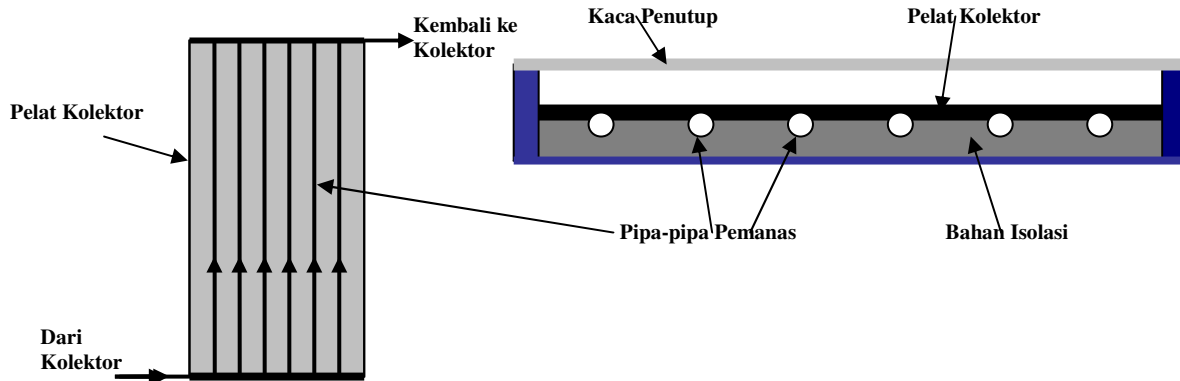 Kembali ke
Kolektor
Kaca Penutup
Pelat Kolektor
Pelat Kolektor
Pipa-pipa Pemanas
Bahan Isolasi
Dari
Kolektor